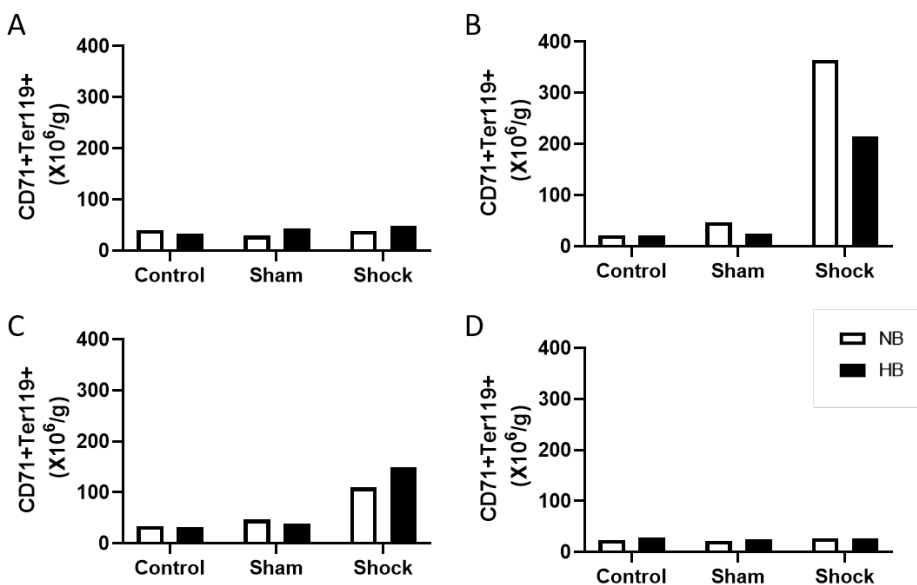 A
CD71+Ter119+
(X10⁶/g)
400
300
200
100
0
Control Sham Shock
B
CD71+Ter119+
(X10⁶/g)
400
300
200
100
0
Control Sham Shock
C
CD71+Ter119+
(X10⁶/g)
400
300
200
100
0
Control Sham Shock
D
CD71+Ter119+
(X10⁶/g)
400
300
200
100
0
Control Sham Shock
NB
HB